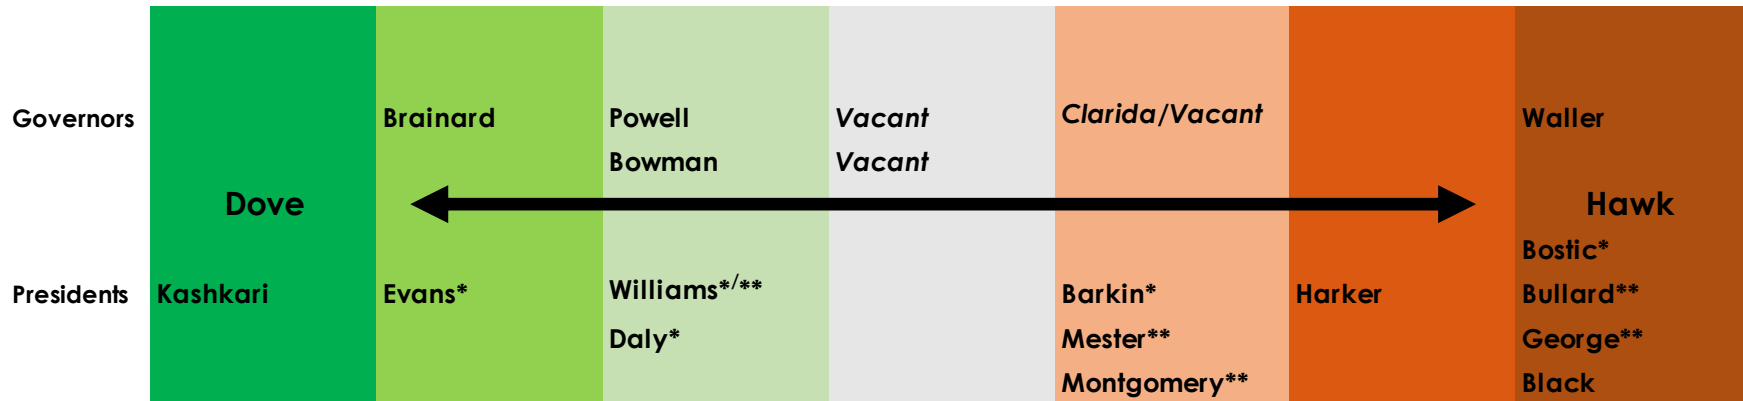 Governors Brainard Powell Vacant Clarida/Vacant Waller
Bowman Vacant
Dove Hawk
Bostic*
Presidents Kashkari Evans* Williams*/** Barkin* Harker Bullard**
Daly* Mester** George**
Montgomery** Black